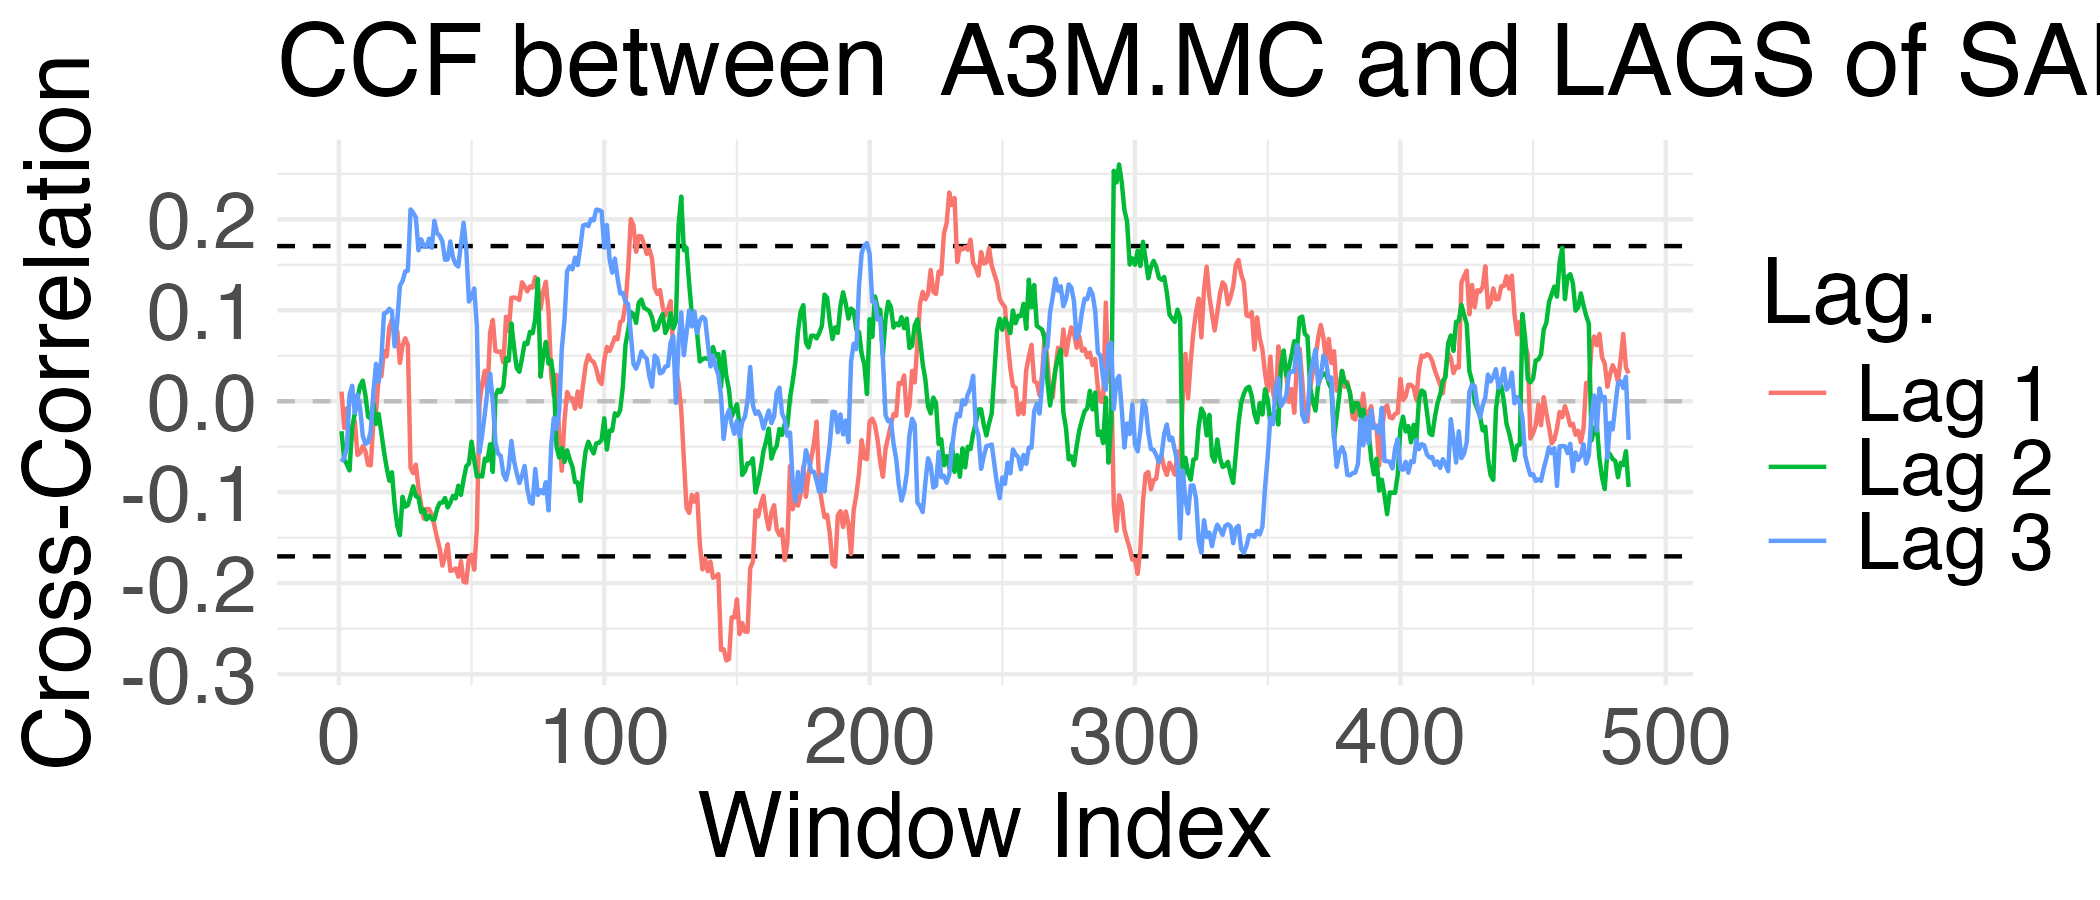 CCF between A3M.MC and LAGS of
Cross-Correlation
0.2
0.1
0.0
-0.1
-0.2
-0.3
0
100
200
300
400
500
Window Index
Lag.
Lag 1
Lag 2
Lag 3